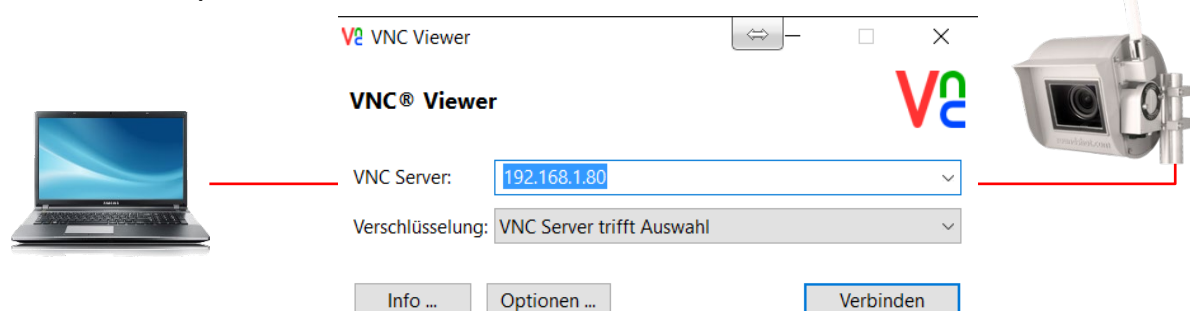 VNC Viewer
VNC® Viewer
VNC Server: 192.168.1.80
Verschlüsselung: VNC Server trifft Auswahl
Info ... Optionen ... Verbinden